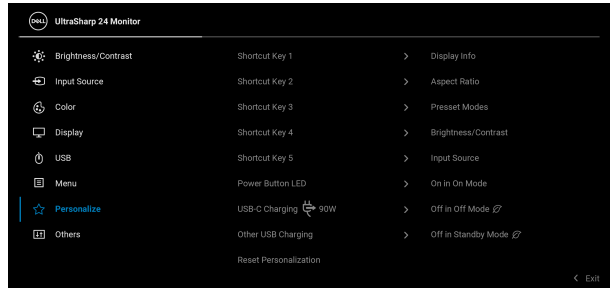 DELL UltraSharp 24 Monitor
Brightness/Contrast Shortcut Key 1 > Display Info
Input Source Shortcut Key 2 > Aspect Ratio
Color Shortcut Key 3 > Presset Modes
Display Shortcut Key 4 > Brightness/Contrast
USB Shortcut Key 5 > Input Source
Menu Power Button LED > On in On Mode
Personalize USB-C Charging 90W > Off in Off Mode
Others Other USB Charging > Off in Standby Mode
Reset Personalization
< Exit